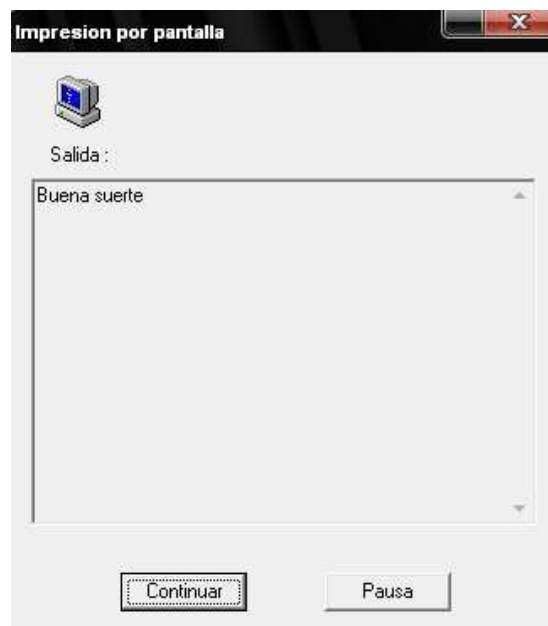 Impresion por pantalla
Salida :
Buena suerte
Continuar
Pausa